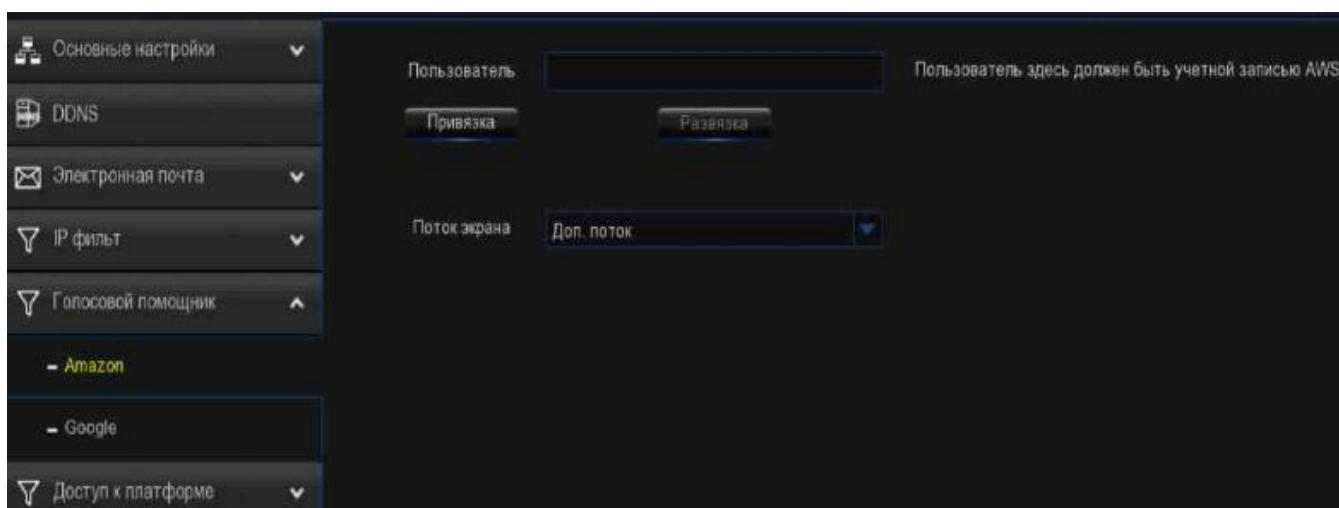 Основные настройки
DDNS
Электронная почта
IP фильт
Голосовой помощник
- Amazon
- Google
Доступ к платформе
Пользователь
Пользователь здесь должен быть учетной записью AWS
Привязка
Развязка
Поток экрана
Доп. поток